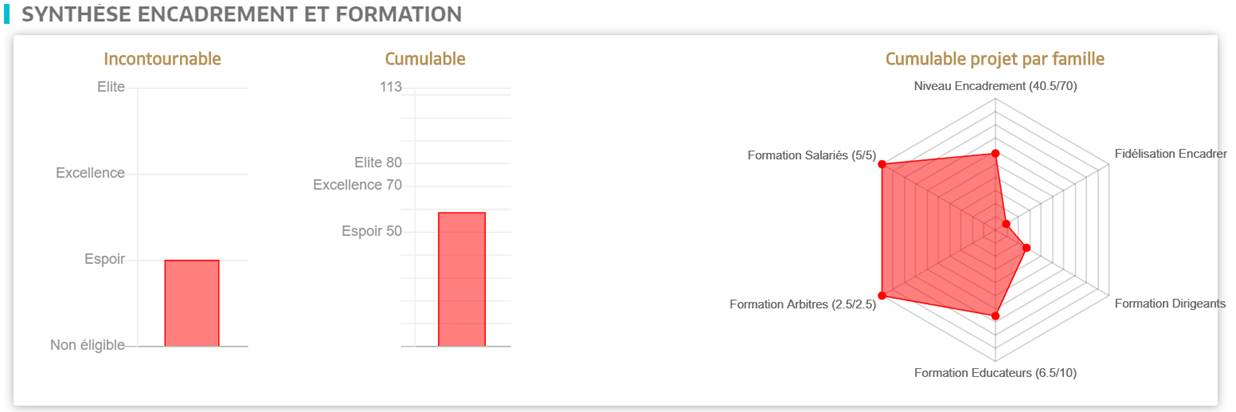 SYNTHÈSE ENCADREMENT ET FORMATION
Incontournable
Elite
Excellence
Espoir
Non éligible
Cumulable
113
Elite 80
Excellence 70
Espoir 50
Cumulable projet par famille
Niveau Encadrement (40.5/70)
Formation Salariés (5/5)
Fidélisation Encadrer
Formation Arbitres (2.5/2.5)
Formation Dirigeants
Formation Educateurs (6.5/10)